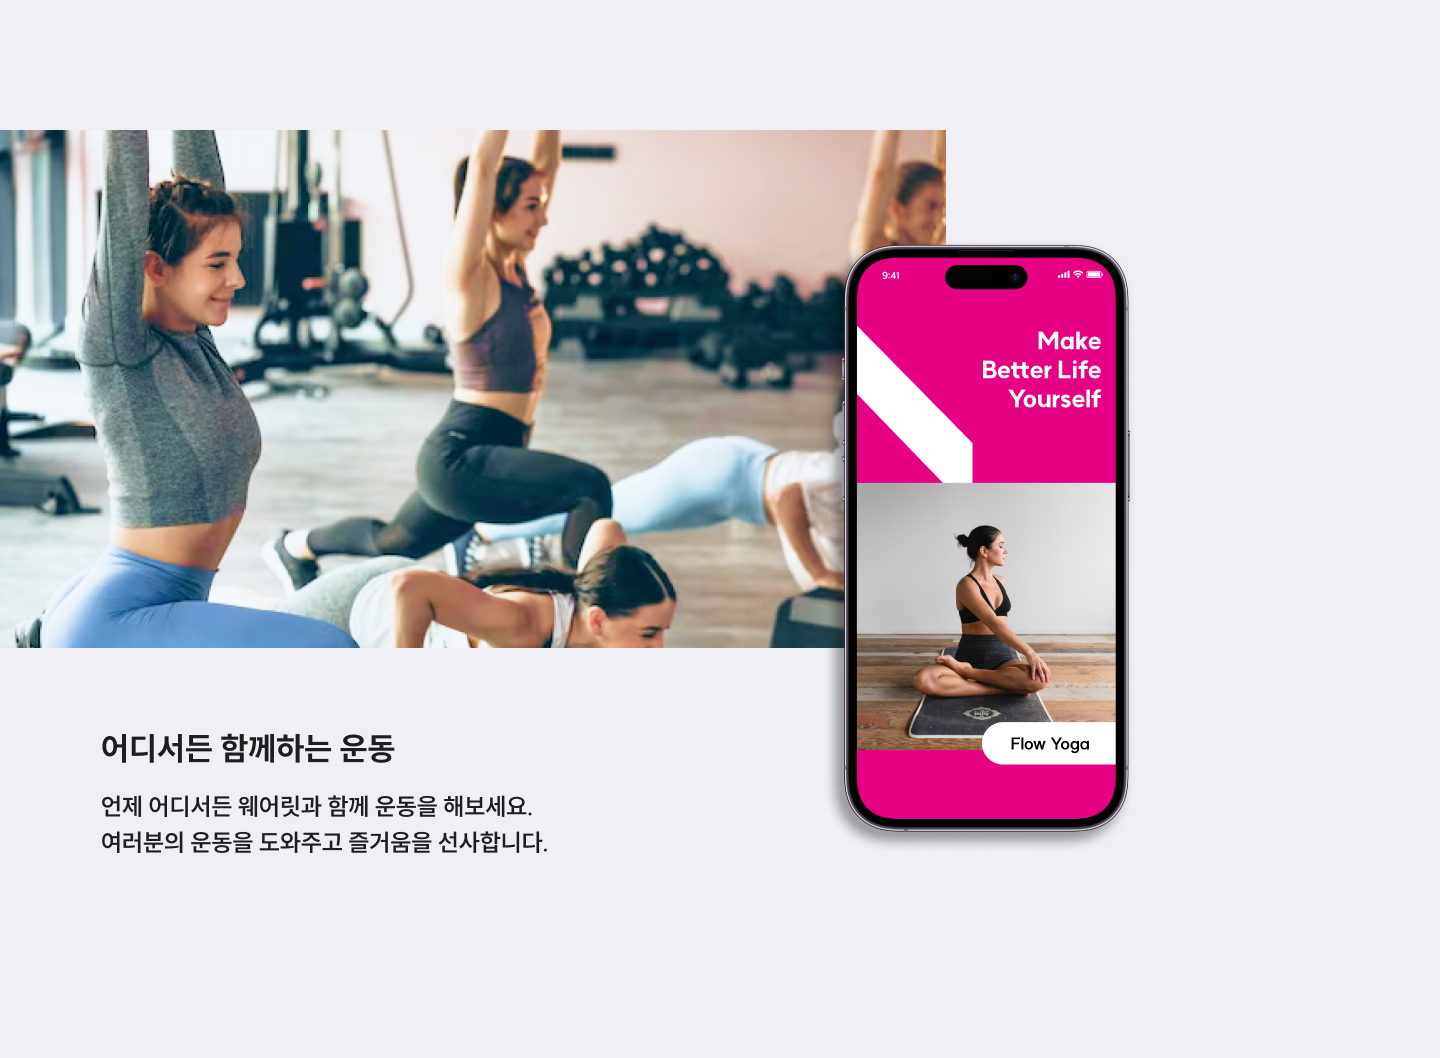 9:41
Make
Better Life
Yourself
Flow Yoga
어디서든 함께하는 운동
언제 어디서든 웨어릿과 함께 운동을 해보세요.
여러분의 운동을 도와주고 즐거움을 선사합니다.